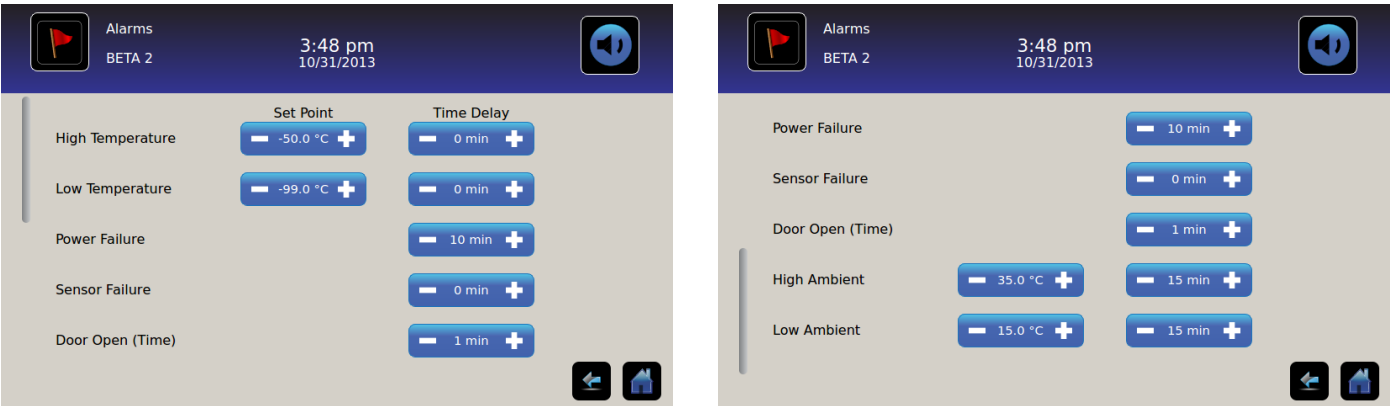 Alarms
BETA 2
3:48 pm
10/31/2013
Set Point Time Delay
High Temperature -50.0 °C 0 min
Low Temperature -99.0 °C 0 min
Power Failure 10 min
Sensor Failure 0 min
Door Open (Time) 1 min
Alarms
BETA 2
3:48 pm
10/31/2013
Power Failure 10 min
Sensor Failure 0 min
Door Open (Time) 1 min
High Ambient 35.0 °C 15 min
Low Ambient 15.0 °C 15 min